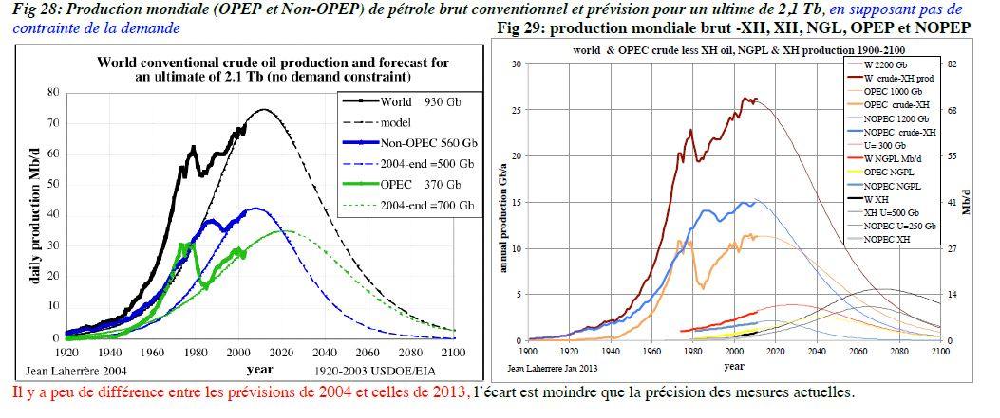 Fig 28: Production mondiale (OPEP et Non-OPEP) de pétrole brut conventionnel et prévision pour un ultime de 2,1 Tb, en supposant pas de
contrainte de la demande
Fig 29: production mondiale brut -XH, XH, NGL, OPEP et NOPEP
World conventional crude oil production and forecast for
an ultimate of 2.1 Tb (no demand constraint)
80
70
60
50
40
30
20
10
0
daily production Mb/d
World 930 Gb
model
Non-OPEC 560 Gb
2004-end =500 Gb
OPEC 370 Gb
2004-end =700 Gb
1920 1940 1960 1980 2000 2020 2040 2060 2080 2100
Jean Laherrère 2004
year
1920-2003 USDOE/EIA
world & OPEC crude less XH oil, NGPL & XH production 1900-2100
30
25
20
15
10
5
0
annual production Gb/a
W 2200 Gb
W crude-XH prod
OPEC 1000 Gb
OPEC crude-XH
NOPEC 1200 Gb
NOPEC crude-XH
U= 300 Gb
W NGPL Mb/d
OPEC NGPL
NOPEC NGPL
W XH
XH U=500 Gb
NOPEC U=250 Gb
NOPEC XH
82
68
55
41
27
14
0
Mb/d
1900 1920 1940 1960 1980 2000 2020 2040 2060 2080 2100
Jean Laherrere Jan 2013
year
Il y a peu de différence entre les prévisions de 2004 et celles de 2013, l'écart est moindre que la précision des mesures actuelles.